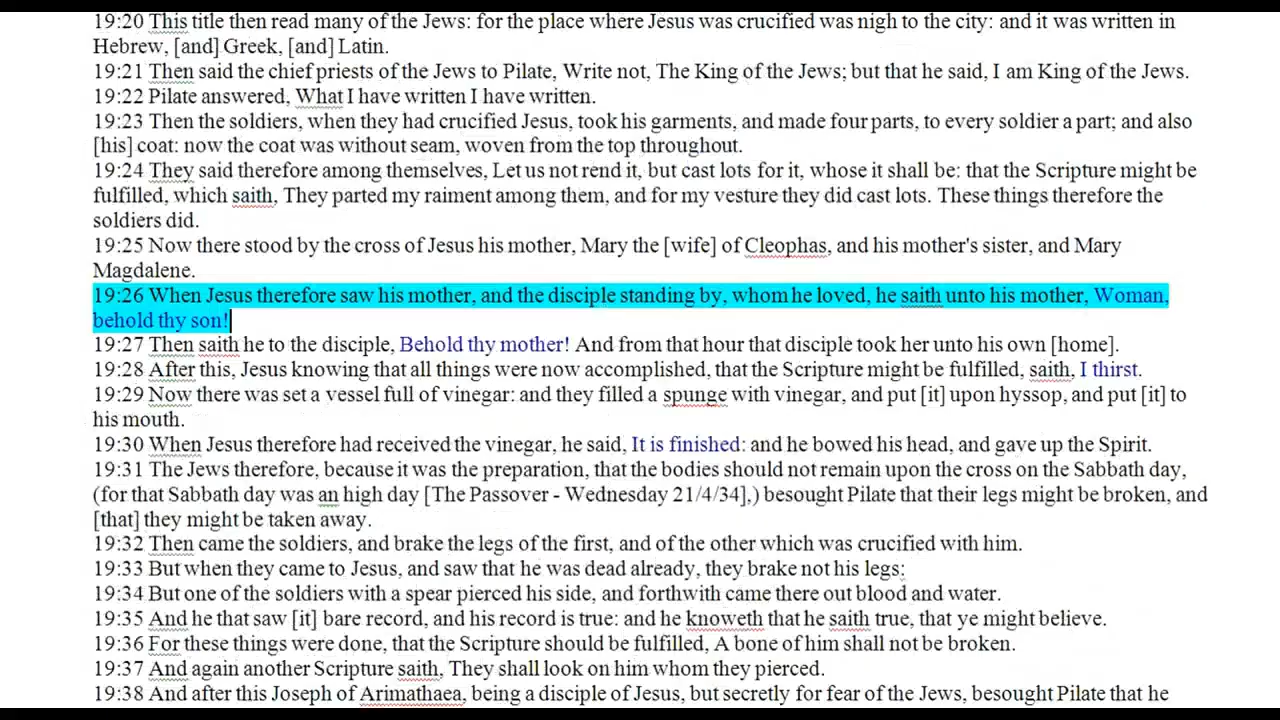 19:20 This title then read many of the Jews: for the place where Jesus was crucified was nigh to the city: and it was written in
Hebrew, [and] Greek, [and] Latin.
19:21 Then said the chief priests of the Jews to Pilate, Write not, The King of the Jews; but that he said, I am King of the Jews.
19:22 Pilate answered, What I have written I have written.
19:23 Then the soldiers, when they had crucified Jesus, took his garments, and made four parts, to every soldier a part; and also
[his] coat: now the coat was without seam, woven from the top throughout.
19:24 They said therefore among themselves, Let us not rend it, but cast lots for it, whose it shall be: that the Scripture might be
fulfilled, which saith, They parted my raiment among them, and for my vesture they did cast lots. These things therefore the
soldiers did.
19:25 Now there stood by the cross of Jesus his mother, Mary the [wife] of Cleophas, and his mother's sister, and Mary
Magdalene.
19:26 When Jesus therefore saw his mother, and the disciple standing by, whom he loved, he saith unto his mother, Woman,
behold thy son!
19:27 Then saith he to the disciple, Behold thy mother! And from that hour that disciple took her unto his own [home].
19:28 After this, Jesus knowing that all things were now accomplished, that the Scripture might be fulfilled, saith, I thirst.
19:29 Now there was set a vessel full of vinegar: and they filled a spunge with vinegar, and put [it] upon hyssop, and put [it] to
his mouth.
19:30 When Jesus therefore had received the vinegar, he said, It is finished: and he bowed his head, and gave up the Spirit.
19:31 The Jews therefore, because it was the preparation, that the bodies should not remain upon the cross on the Sabbath day,
(for that Sabbath day was an high day [The Passover - Wednesday 21/4/34],) besought Pilate that their legs might be broken, and
[that] they might be taken away.
19:32 Then came the soldiers, and brake the legs of the first, and of the other which was crucified with him.
19:33 But when they came to Jesus, and saw that he was dead already, they brake not his legs:
19:34 But one of the soldiers with a spear pierced his side, and forthwith came there out blood and water.
19:35 And he that saw [it] bare record, and his record is true: and he knoweth that he saith true, that ye might believe.
19:36 For these things were done, that the Scripture should be fulfilled, A bone of him shall not be broken.
19:37 And again another Scripture saith, They shall look on him whom they pierced.
19:38 And after this Joseph of Arimathaea, being a disciple of Jesus, but secretly for fear of the Jews, besought Pilate that he